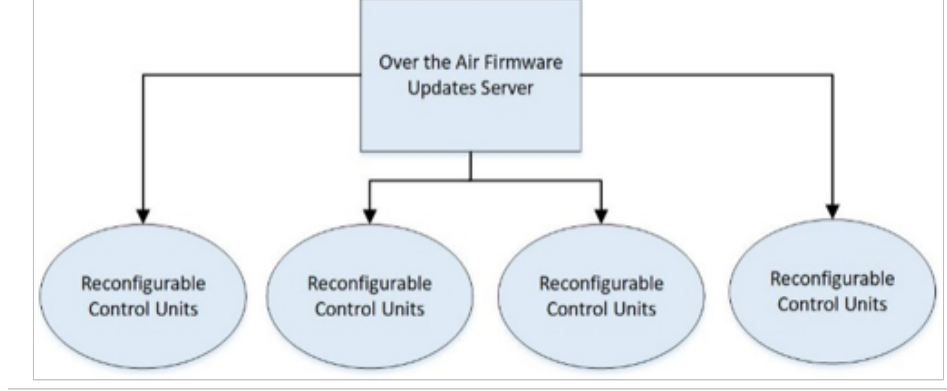 Over the Air Firmware
Updates Server
Reconfigurable
Control Units
Reconfigurable
Control Units
Reconfigurable
Control Units
Reconfigurable
Control Units